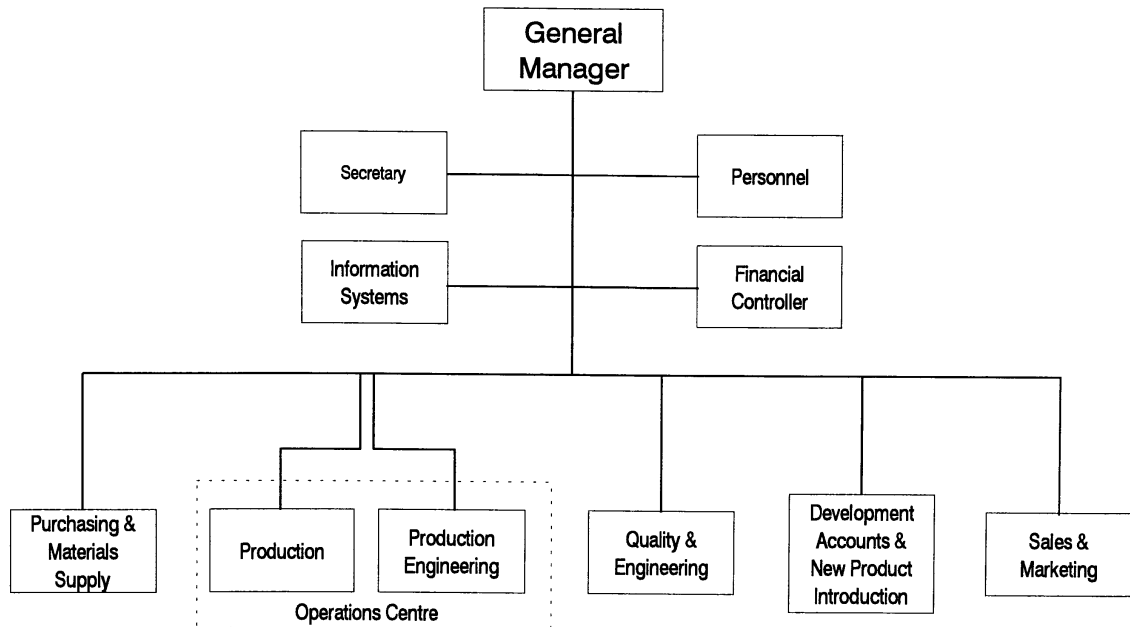 General
Manager
Secretary
Personnel
Information
Systems
Financial
Controller
Purchasing &
Materials
Supply
Production
Production
Engineering
Operations Centre
Quality &
Engineering
Development
Accounts &
New Product
Introduction
Sales &
Marketing